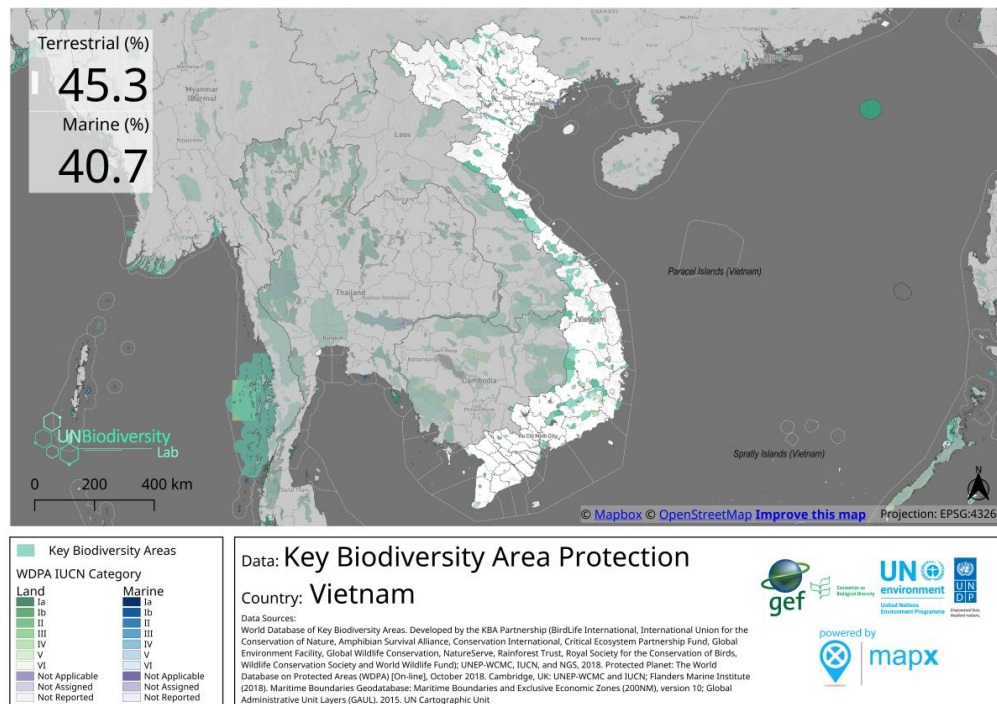 Terrestrial (%)
45.3
Marine (%)
40.7
Myanmar
(Burma)
Laos
Thailand
Vietnam
Cambodia
Paracel Islands (Vietnam)
Spratly Islands (Vietnam)
UNBiodiversity
Lab
0 200 400 km
N
© Mapbox © OpenStreetMap Improve this map Projection: EPSG:4326
Key Biodiversity Areas
WDPA IUCN Category
Land Marine
Ia Ia
Ib Ib
II II
III III
IV IV
V V
VI VI
Not Applicable Not Applicable
Not Assigned Not Assigned
Not Reported Not Reported
Data: Key Biodiversity Area Protection
Country: Vietnam
Data Sources:
World Database of Key Biodiversity Areas. Developed by the KBA Partnership (BirdLife International, International Union for the
Conservation of Nature, Amphibian Survival Alliance, Conservation International, Critical Ecosystem Partnership Fund, Global
Environment Facility, Global Wildlife Conservation, NatureServe, Rainforest Trust, Royal Society for the Conservation of Birds,
Wildlife Conservation Society and World Wildlife Fund); UNEP-WCMC, IUCN, and NGS, 2018. Protected Planet: The World
Database on Protected Areas (WDPA) [On-line], October 2018. Cambridge, UK: UNEP-WCMC and IUCN; Flanders Marine Institute
(2018). Maritime Boundaries Geodatabase: Maritime Boundaries and Exclusive Economic Zones (200NM), version 10; Global
Administrative Unit Layers (GAUL). 2015. UN Cartographic Unit
gef
Convention on
Biological Diversity
UN
environment
United Nations
Environment Programme
U N
D P
powered by
mapx